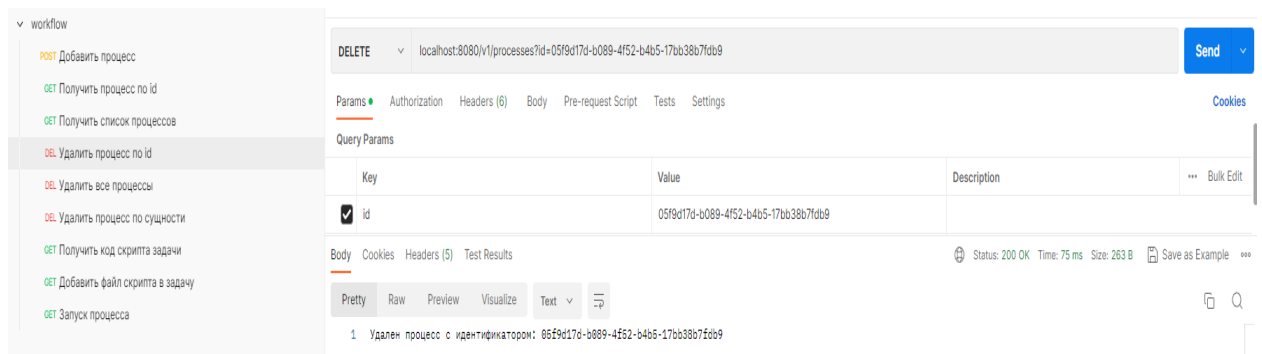 workflow
POST Добавить процесс
GET Получить процесс по id
GET Получить список процессов
DEL Удалить процесс по id
DEL Удалить все процессы
DEL Удалить процесс по сущности
GET Получить код скрипта задачи
GET Добавить файл скрипта в задачу
GET Запуск процесса
DELETE localhost:8080/v1/processes?id=05f9d17d-b089-4f52-b4b5-17bb38b7fdb9 Send
Params Authorization Headers (6) Body Pre-request Script Tests Settings Cookies
Query Params
Key Value Description Bulk Edit
id 05f9d17d-b089-4f52-b4b5-17bb38b7fdb9
Body Cookies Headers (5) Test Results Status: 200 OK Time: 75 ms Size: 263 B Save as Example
Pretty Raw Preview Visualize Text
1 Удален процесс с идентификатором: 05f9d17d-b089-4f52-b4b5-17bb38b7fdb9